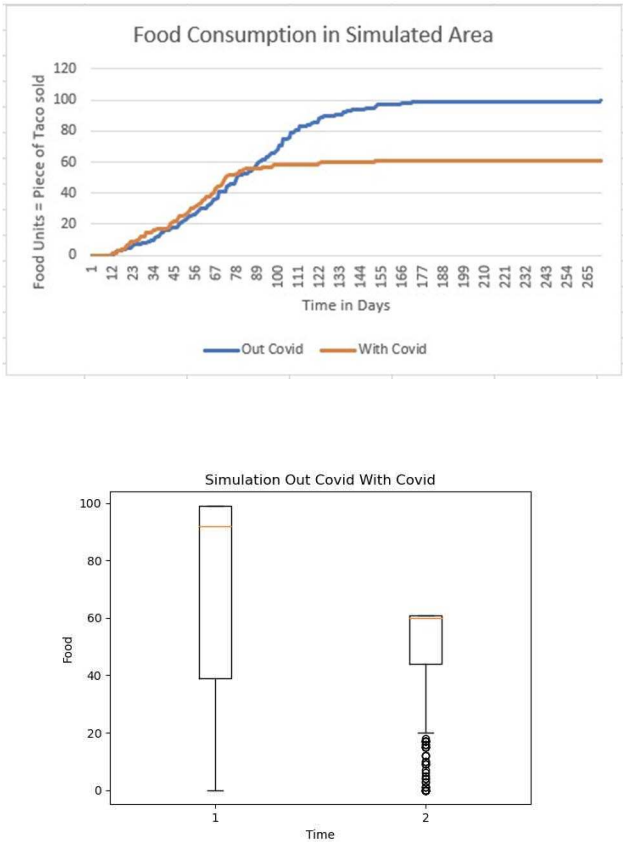 Food Consumption in Simulated Area
Food Units = Piece of Taco sold
120
100
80
60
40
20
0
1 12 23 34 45 56 67 78 89 100 111 122 133 144 155 166 177 188 199 210 221 232 243 254 265
Time in Days
Out Covid With Covid
Simulation Out Covid With Covid
Food
100
80
60
40
20
0
1 2
Time